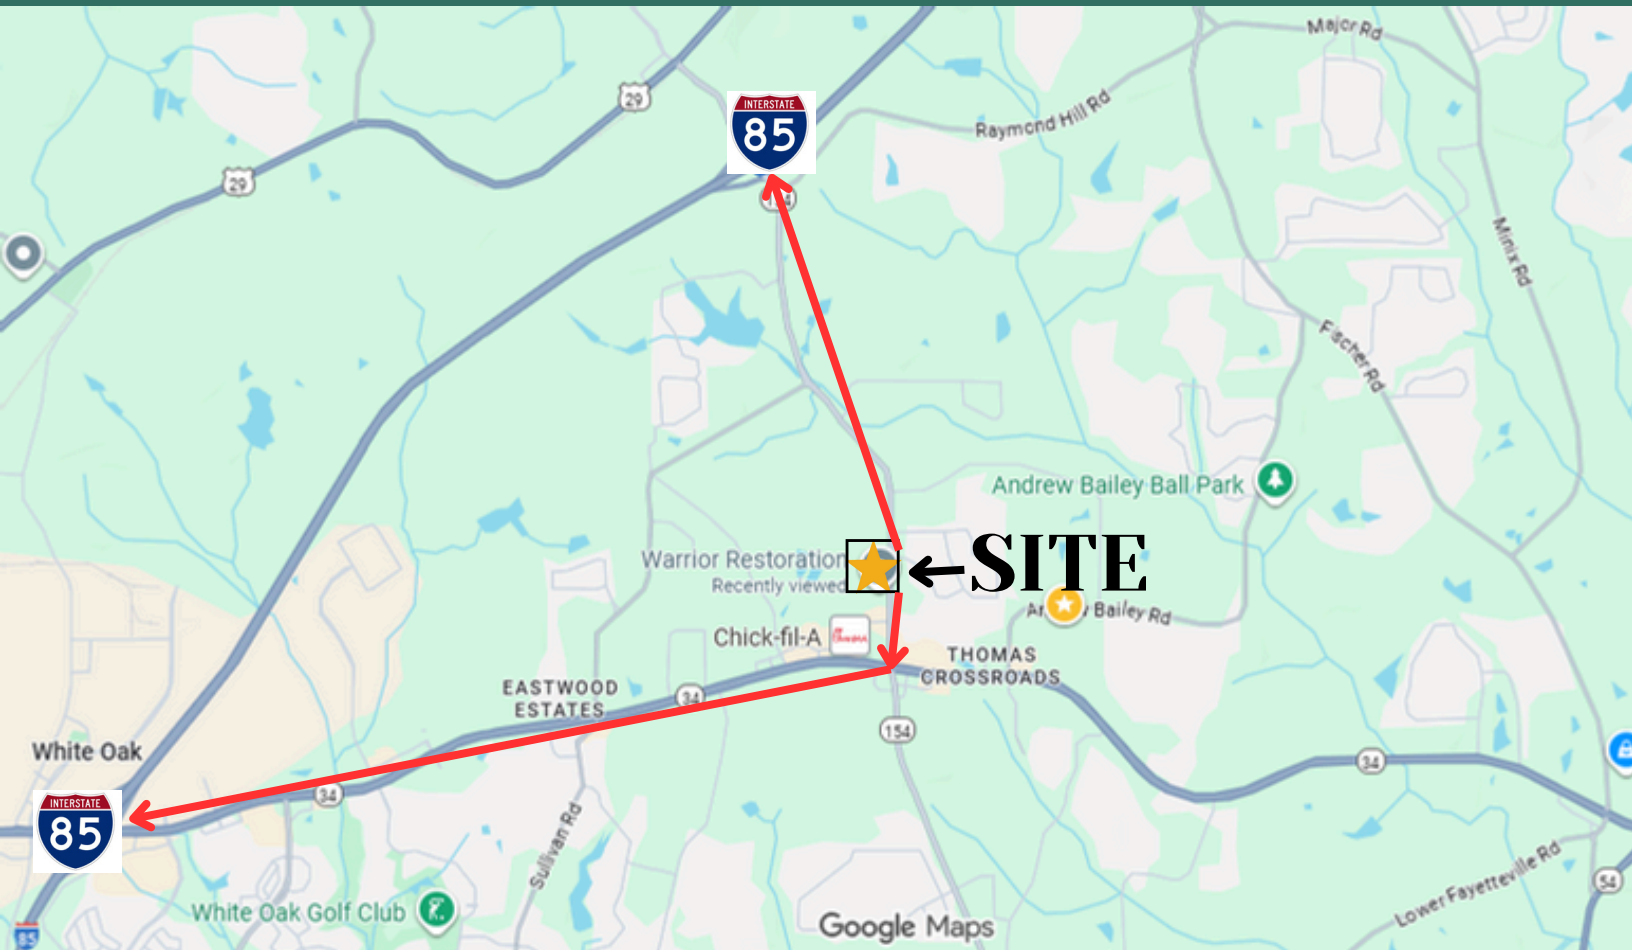 Major Rd
29
INTERSTATE
85
Raymond Hill Rd
29
Minix Rd
Fischer Rd
Andrew Bailey Ball Park
Warrior Restoration
Recently viewed
SITE
Bailey Rd
Chick-fil-A
THOMAS
CROSSROADS
EASTWOOD
ESTATES
34
154
White Oak
34
34
INTERSTATE
85
Sullivan Rd
Lower Fayetteville Rd
54
White Oak Golf Club
Google Maps
85